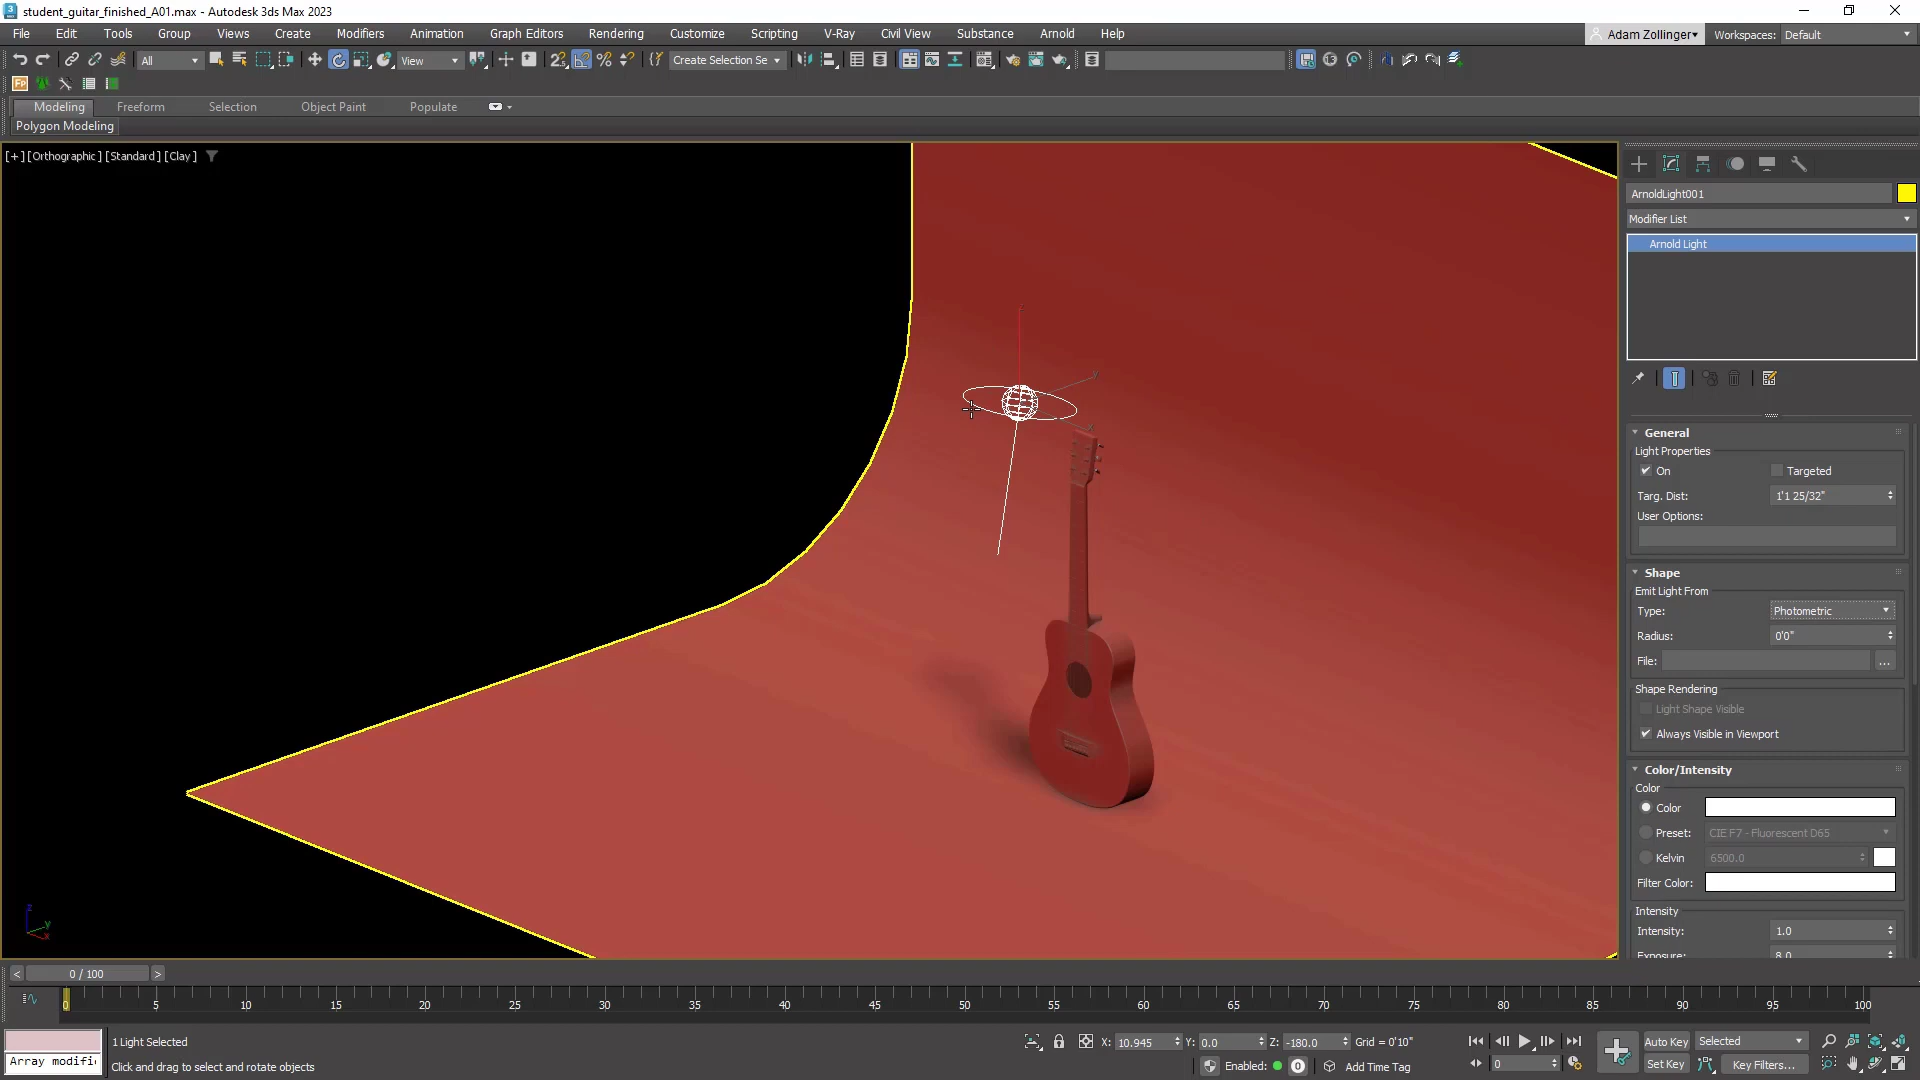 student_guitar_finished_A01.max - Autodesk 3ds Max 2023
File Edit Tools Group Views Create Modifiers Animation Graph Editors Rendering Customize Scripting V-Ray Civil View Substance Arnold Help
Adam Zollinger Workspaces: Default
All View Create Selection Se
Modeling Freeform Selection Object Paint Populate
Polygon Modeling
[+] [Orthographic] [Standard] [Clay]
ArnoldLight001
Modifier List
Arnold Light
General
Light Properties
On Targeted
Targ. Dist: 1'1 25/32"
User Options:
Shape
Emit Light From
Type: Photometric
Radius: 0'0"
File: ...
Shape Rendering
Light Shape Visible
Always Visible in Viewport
Color/Intensity
Color
Color
Preset: CIE F7 - Fluorescent D65
Kelvin 6500.0
Filter Color:
Intensity
Intensity: 1.0
Exposure: 8.0
z y x
< 0 / 100 >
0 5 10 15 20 25 30 35 40 45 50 55 60 65 70 75 80 85 90 95 100
1 Light Selected X: 10.945 Y: 0.0 Z: -180.0 Grid = 0'10" Auto Key Selected
Array modifi Click and drag to select and rotate objects Enabled: 0 Add Time Tag 0 Set Key Key Filters...